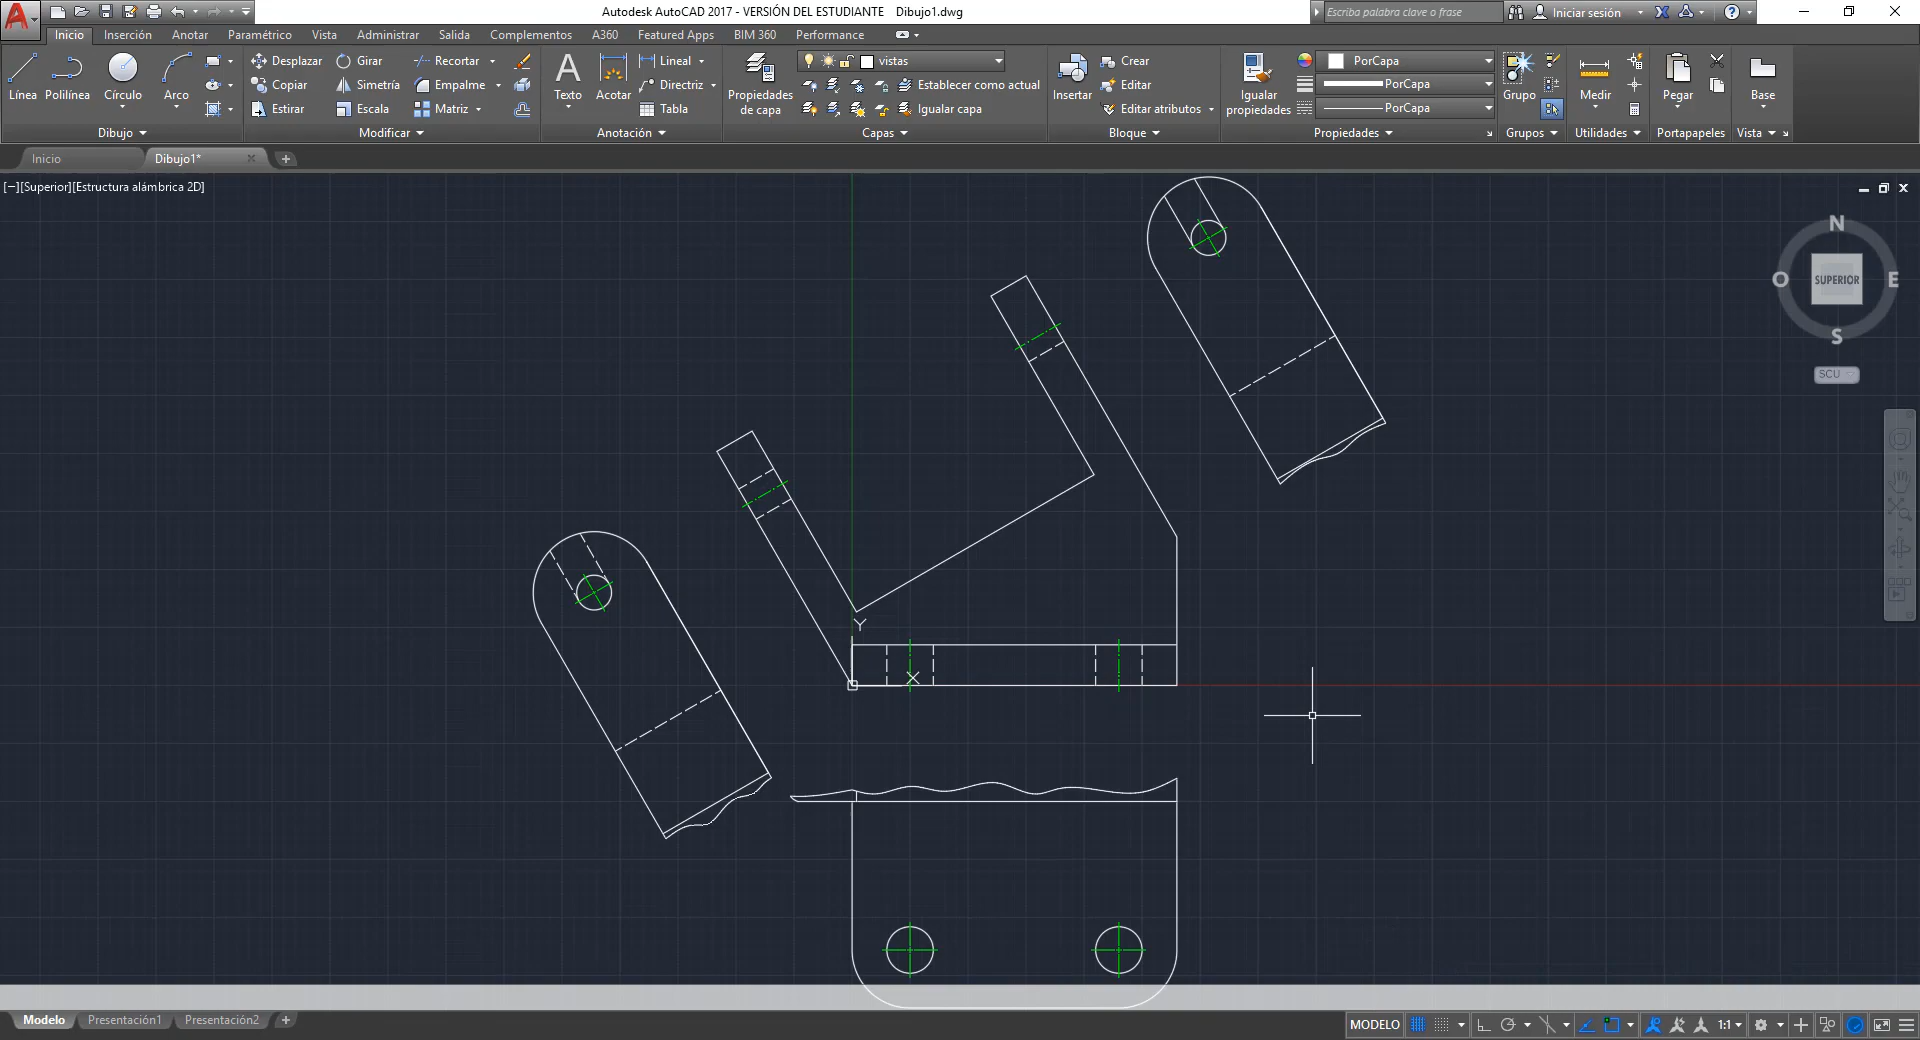 Autodesk AutoCAD 2017 - VERSIÓN DEL ESTUDIANTE Dibujo1.dwg
Escriba palabra clave o frase
Iniciar sesión
Inicio Inserción Anotar Paramétrico Vista Administrar Salida Complementos A360 Featured Apps BIM 360 Performance
Línea Polilínea Círculo Arco
Desplazar Girar Recortar
Copiar Simetría Empalme
Estirar Escala Matriz
Texto Acotar
Lineal
Directriz
Tabla
Propiedades de capa
vistas
Establecer como actual
Igualar capa
Insertar
Crear
Editar
Editar atributos
Igualar propiedades
PorCapa
PorCapa
PorCapa
Grupo
Medir
Pegar
Base
Dibujo Modificar Anotación Capas Bloque Propiedades Grupos Utilidades Portapapeles Vista
Inicio Dibujo1*
[−][Superior][Estructura alámbrica 2D]
N
O SUPERIOR E
S
SCU
Y
X
Modelo Presentación1 Presentación2
MODELO 1:1